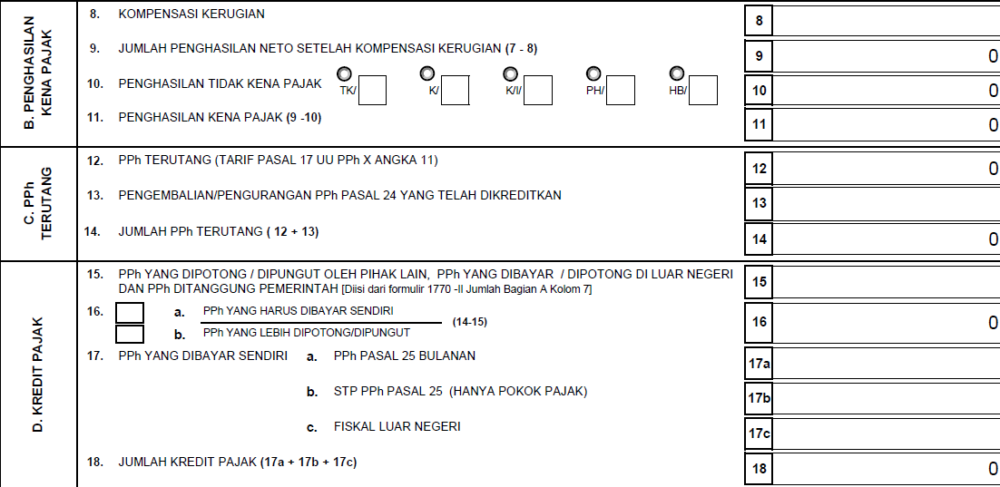 B. PENGHASILAN
KENA PAJAK
8. KOMPENSASI KERUGIAN 8
9. JUMLAH PENGHASILAN NETO SETELAH KOMPENSASI KERUGIAN (7 - 8) 9 0
10. PENGHASILAN TIDAK KENA PAJAK TK/ K/ K/I/ PH/ HB/ 10 0
11. PENGHASILAN KENA PAJAK (9 -10) 11 0
C. PPh
TERUTANG
12. PPh TERUTANG (TARIF PASAL 17 UU PPh X ANGKA 11) 12 0
13. PENGEMBALIAN/PENGURANGAN PPh PASAL 24 YANG TELAH DIKREDITKAN 13
14. JUMLAH PPh TERUTANG ( 12 + 13) 14 0
D. KREDIT PAJAK
15. PPh YANG DIPOTONG / DIPUNGUT OLEH PIHAK LAIN, PPh YANG DIBAYAR / DIPOTONG DI LUAR NEGERI 15
DAN PPh DITANGGUNG PEMERINTAH [Diisi dari formulir 1770 -II Jumlah Bagian A Kolom 7]
16. a. PPh YANG HARUS DIBAYAR SENDIRI (14-15) 16 0
b. PPh YANG LEBIH DIPOTONG/DIPUNGUT
17. PPh YANG DIBAYAR SENDIRI a. PPh PASAL 25 BULANAN 17a
b. STP PPh PASAL 25 (HANYA POKOK PAJAK) 17b
c. FISKAL LUAR NEGERI 17c
18. JUMLAH KREDIT PAJAK (17a + 17b + 17c) 18 0